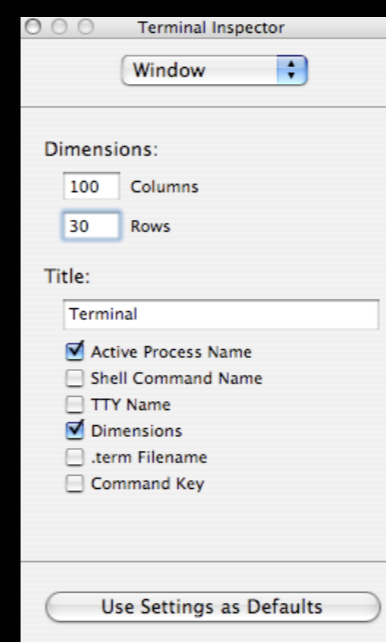 Terminal Inspector
Window
Dimensions:
100 Columns
30 Rows
Title:
Terminal
Active Process Name
Shell Command Name
TTY Name
Dimensions
.term Filename
Command Key
Use Settings as Defaults